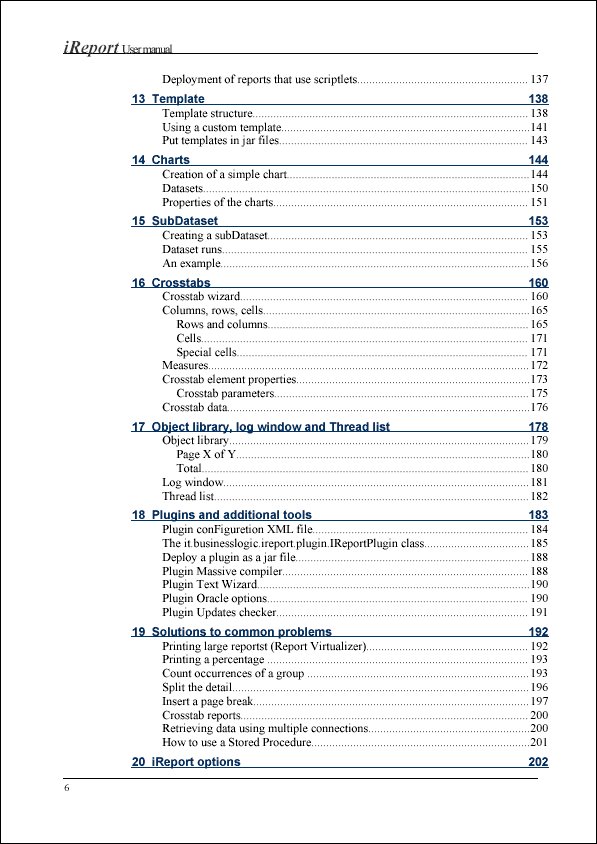 iReport User manual
Deployment of reports that use scriptlets.......................................................... 137
13 Template 138
Template structure.............................................................................................. 138
Using a custom template.....................................................................................141
Put templates in jar files..................................................................................... 143
14 Charts 144
Creation of a simple chart...................................................................................144
Datasets............................................................................................................... 150
Properties of the charts....................................................................................... 151
15 SubDataset 153
Creating a subDataset......................................................................................... 153
Dataset runs........................................................................................................ 155
An example......................................................................................................... 156
16 Crosstabs 160
Crosstab wizard.................................................................................................. 160
Columns, rows, cells...........................................................................................165
Rows and columns......................................................................................... 165
Cells................................................................................................................ 171
Special cells.................................................................................................... 171
Measures............................................................................................................. 172
Crosstab element properties................................................................................173
Crosstab parameters.......................................................................................175
Crosstab data.......................................................................................................176
17 Object library, log window and Thread list 178
Object library...................................................................................................... 179
Page X of Y....................................................................................................180
Total................................................................................................................180
Log window........................................................................................................ 181
Thread list........................................................................................................... 182
18 Plugins and additional tools 183
Plugin conFiguretion XML file.......................................................................... 184
The it.businesslogic.ireport.plugin.IReportPlugin class.................................... 185
Deploy a plugin as a jar file................................................................................188
Plugin Massive compiler.................................................................................... 188
Plugin Text Wizard.............................................................................................190
Plugin Oracle options..........................................................................................190
Plugin Updates checker...................................................................................... 191
19 Solutions to common problems 192
Printing large reportst (Report Virtualizer)........................................................ 192
Printing a percentage .......................................................................................... 193
Count occurrences of a group ............................................................................ 193
Split the detail..................................................................................................... 196
Insert a page break.............................................................................................. 197
Crosstab reports...................................................................................................200
Retrieving data using multiple connections........................................................200
How to use a Stored Procedure...........................................................................201
20 iReport options 202
6